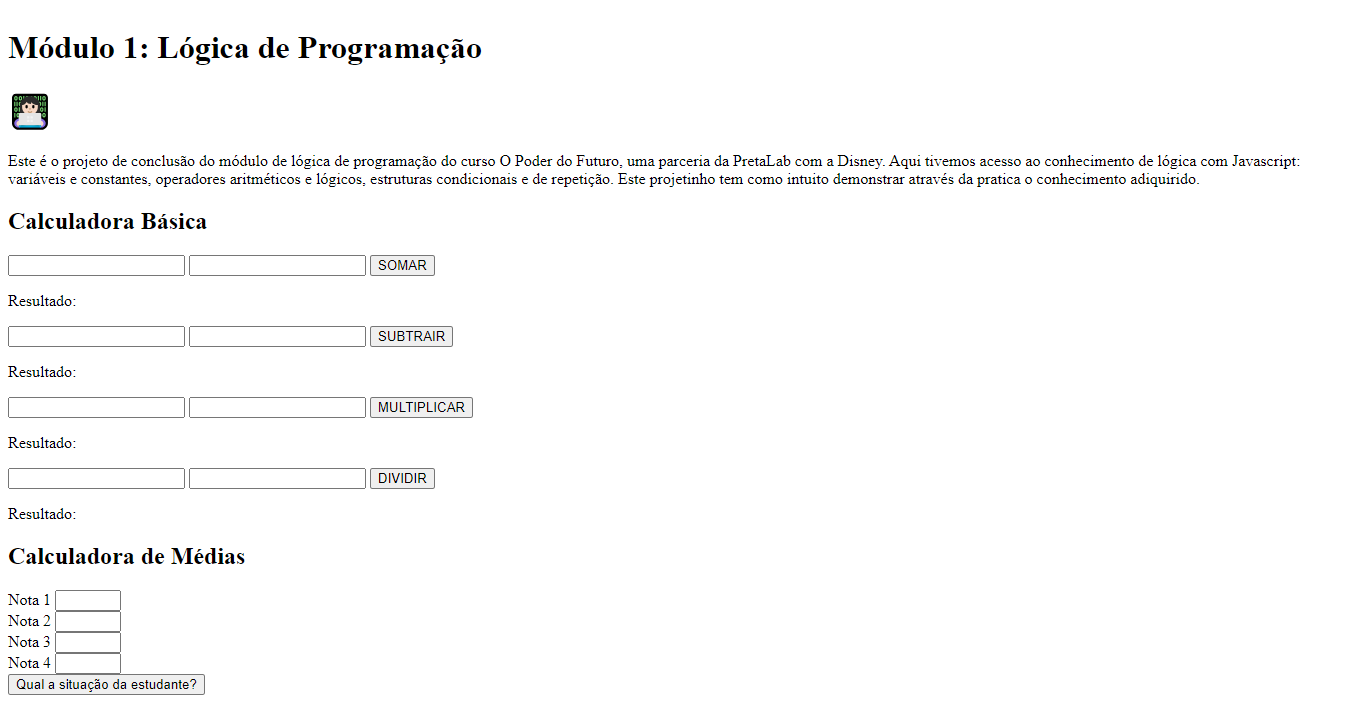 Módulo 1: Lógica de Programação
Este é o projeto de conclusão do módulo de lógica de programação do curso O Poder do Futuro, uma parceria da PretaLab com a Disney. Aqui tivemos acesso ao conhecimento de lógica com Javascript:
variáveis e constantes, operadores aritméticos e lógicos, estruturas condicionais e de repetição. Este projetinho tem como intuito demonstrar através da pratica o conhecimento adiquirido.
Calculadora Básica
SOMAR
Resultado:
SUBTRAIR
Resultado:
MULTIPLICAR
Resultado:
DIVIDIR
Resultado:
Calculadora de Médias
Nota 1
Nota 2
Nota 3
Nota 4
Qual a situação da estudante?